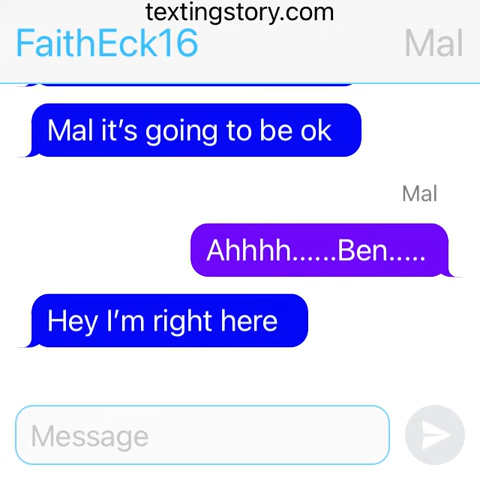 textingstory.com
FaithEck16
Mal
Mal it’s going to be ok
Mal
Ahhhh......Ben.....
Hey I’m right here
Message